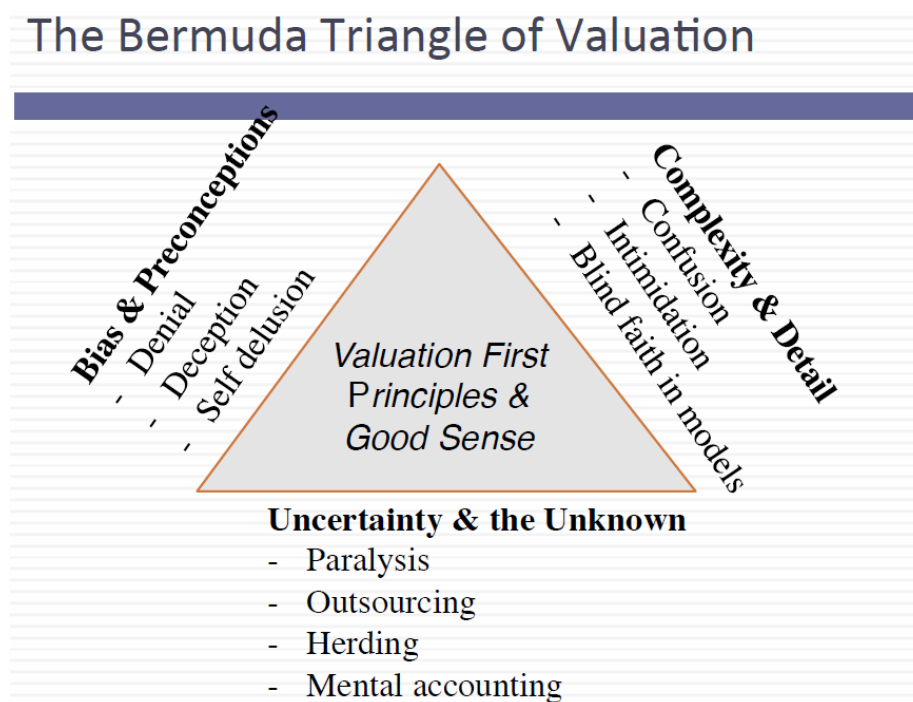 The Bermuda Triangle of Valuation
Bias & Preconceptions
- Denial
- Deception
- Self delusion
Complexity & Detail
- Confusion
- Intimidation
- Blind faith in models
Valuation First
Principles &
Good Sense
Uncertainty & the Unknown
- Paralysis
- Outsourcing
- Herding
- Mental accounting